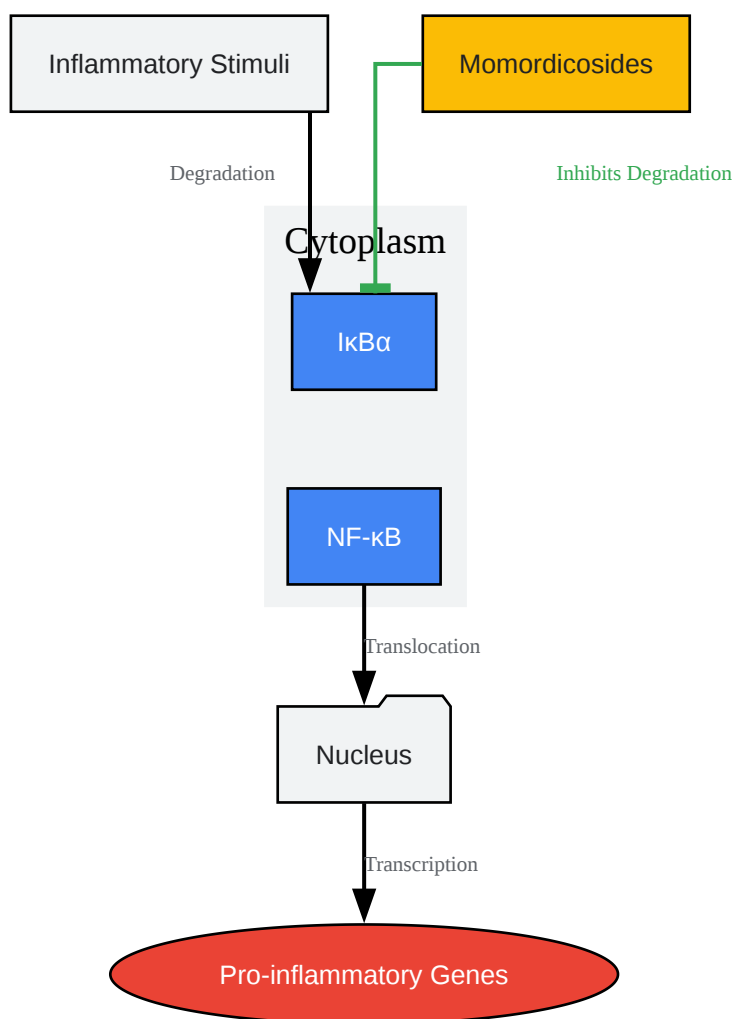 Inflammatory Stimuli
Momordicosides
Degradation
Inhibits Degradation
Cytoplasm
IκBα
NF-κB
Translocation
Nucleus
Transcription
Pro-inflammatory Genes